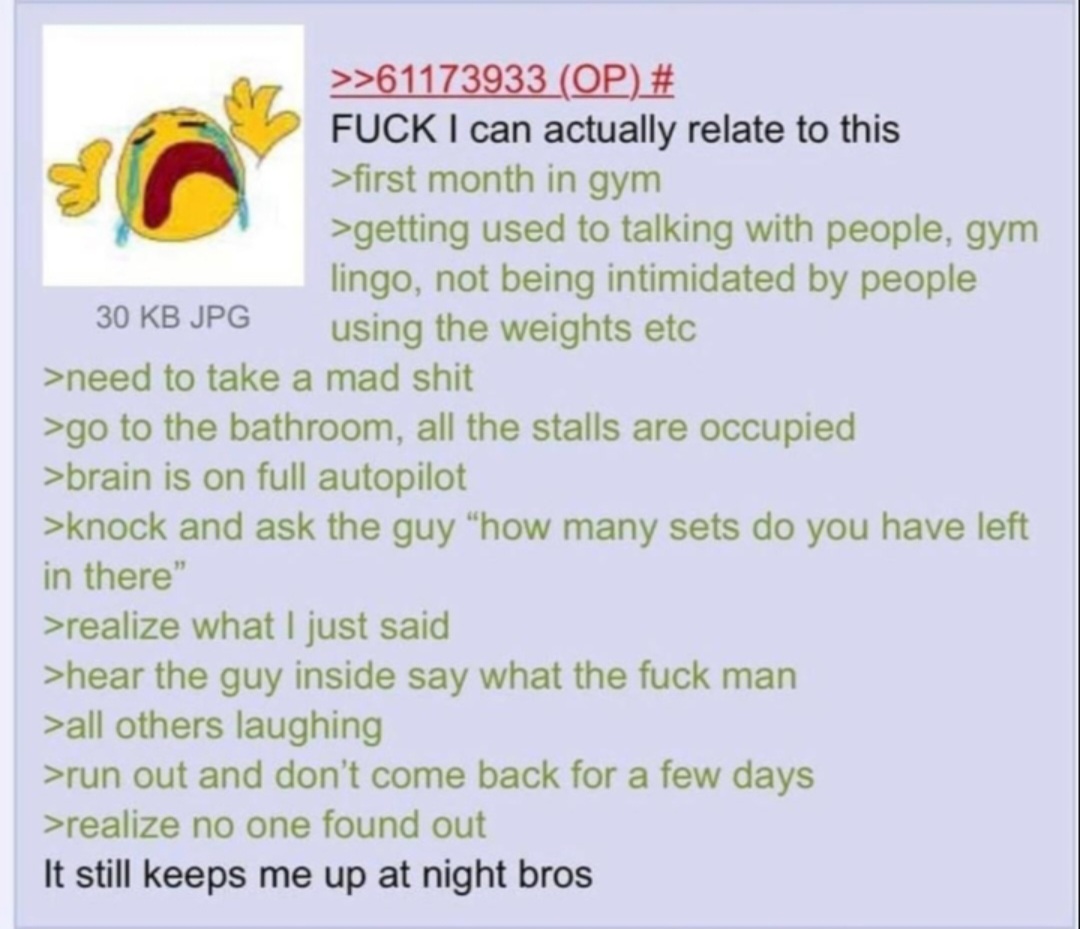 >>61173933 (OP) #
FUCK I can actually relate to this
>first month in gym
>getting used to talking with people, gym
lingo, not being intimidated by people
using the weights etc
30 KB JPG
>need to take a mad shit
>go to the bathroom, all the stalls are occupied
>brain is on full autopilot
>knock and ask the guy “how many sets do you have left
in there”
>realize what I just said
>hear the guy inside say what the fuck man
>all others laughing
>run out and don’t come back for a few days
>realize no one found out
It still keeps me up at night bros